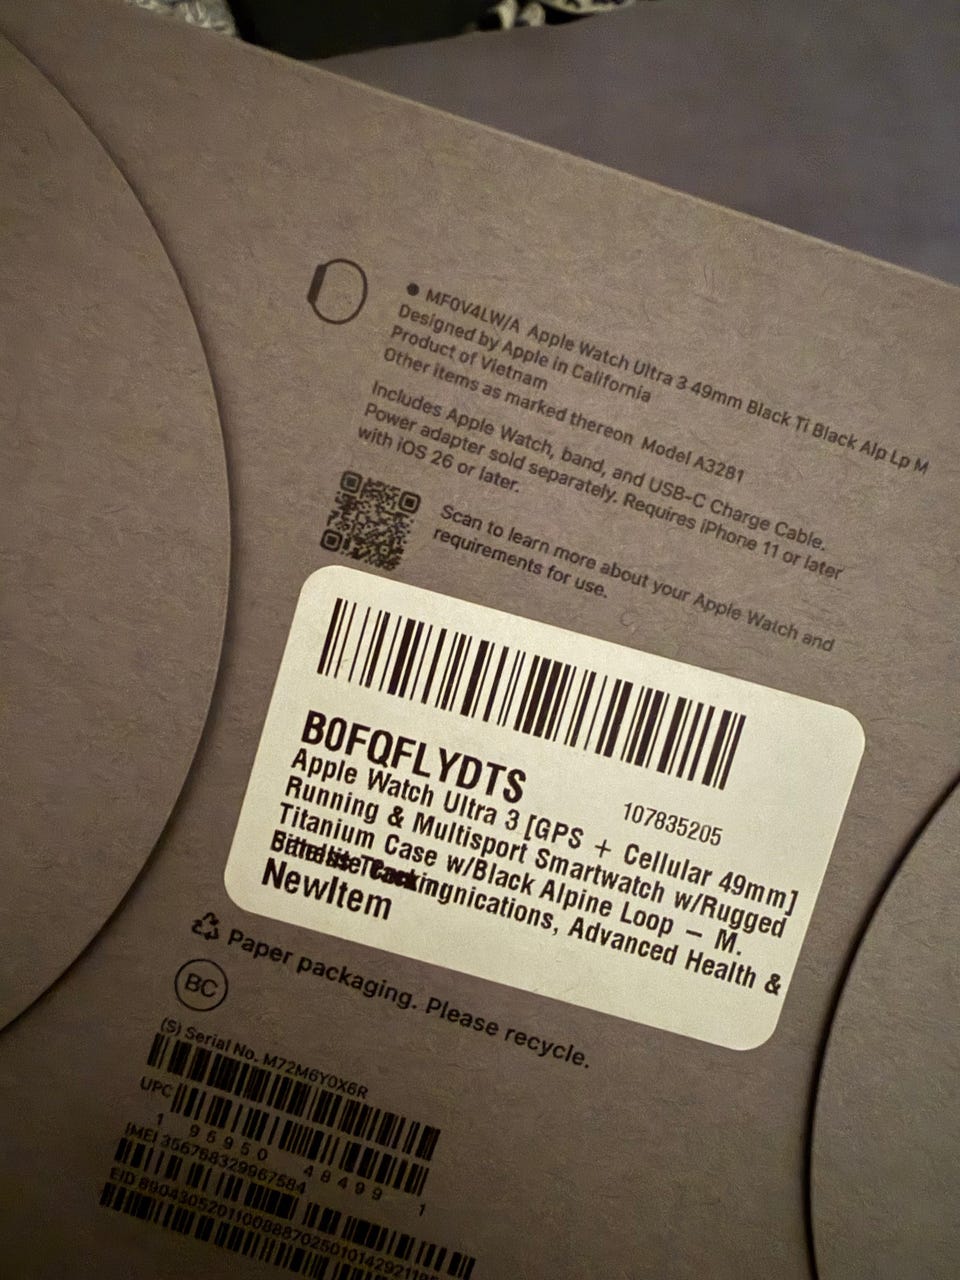 MF0V4LW/A Apple Watch Ultra 3 49mm Black Ti Black Alp Lp M
Designed by Apple in California
Product of Vietnam
Other items as marked thereon Model A3281
Includes Apple Watch, band, and USB-C Charge Cable.
Power adapter sold separately. Requires iPhone 11 or later
with iOS 26 or later.
Scan to learn more about your Apple Watch and
requirements for use.
B0FQFLYDTS
107835205
Apple Watch Ultra 3 [GPS + Cellular 49mm]
Running & Multisport Smartwatch w/Rugged
Titanium Case w/Black Alpine Loop – M.
Advanced Health &
NewItem
Paper packaging. Please recycle.
BC
(S) Serial No. M72M6Y0X6R
UPC
1 95950 48499 1
IMEI 356768329967584
EID